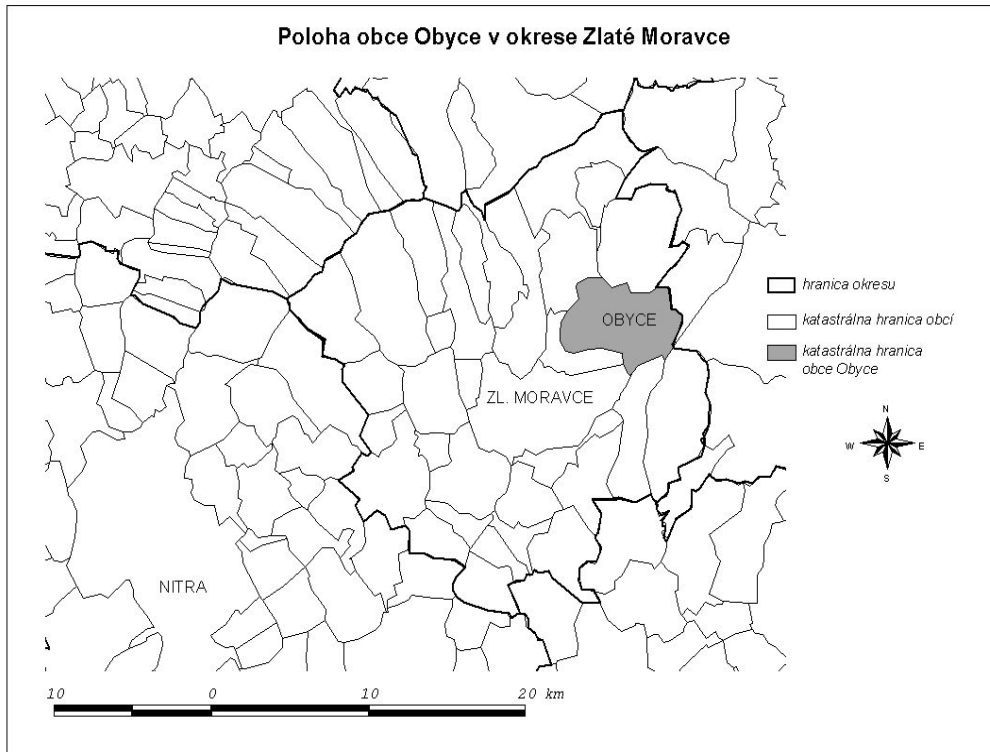 Poloha obce Obyce v okrese Zlaté Moravce
hranica okresu
OBYCE
katastrálna hranica obcí
katastrálna hranica
obce Obyce
ZL. MORAVCE
N
W
E
S
NITRA
10 0 10 20 km